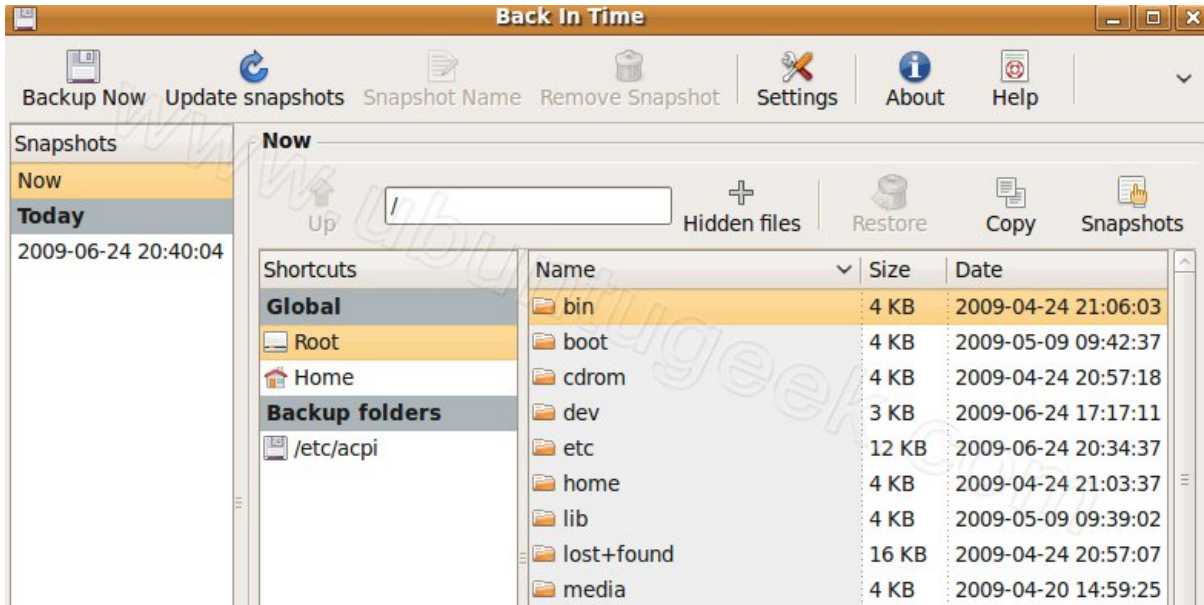 Back In Time
Backup Now Update snapshots Snapshot Name Remove Snapshot Settings About Help
Snapshots
Now
Today
2009-06-24 20:40:04
Now
Up / Hidden files Restore Copy Snapshots
Shortcuts
Global
Root
Home
Backup folders
/etc/acpi
Name Size Date
bin 4 KB 2009-04-24 21:06:03
boot 4 KB 2009-05-09 09:42:37
cdrom 4 KB 2009-04-24 20:57:18
dev 3 KB 2009-06-24 17:17:11
etc 12 KB 2009-06-24 20:34:37
home 4 KB 2009-04-24 21:03:37
lib 4 KB 2009-05-09 09:39:02
lost+found 16 KB 2009-04-24 20:57:07
media 4 KB 2009-04-20 14:59:25
www.ubuntugeek.com